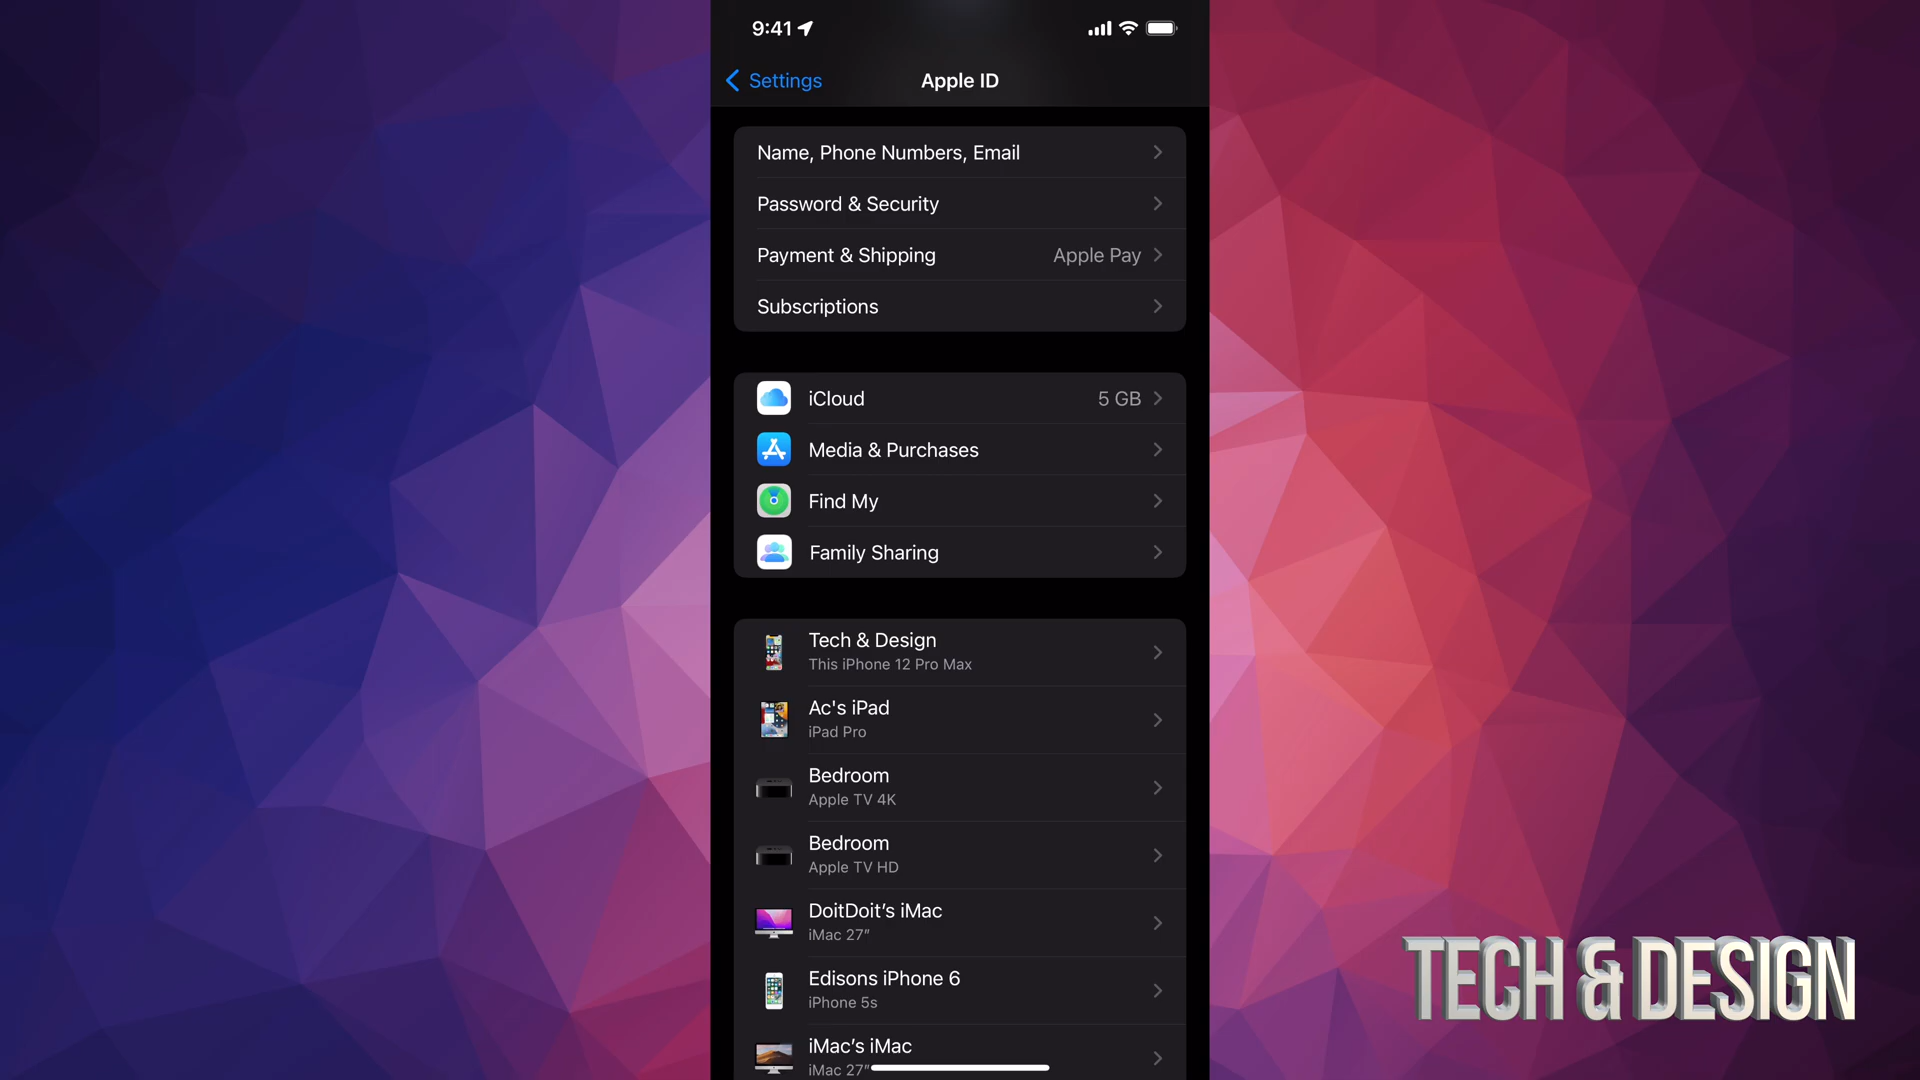 9:41
Settings
Apple ID
Name, Phone Numbers, Email
Password & Security
Payment & Shipping Apple Pay
Subscriptions
iCloud 5 GB
Media & Purchases
Find My
Family Sharing
Tech & Design
This iPhone 12 Pro Max
Ac's iPad
iPad Pro
Bedroom
Apple TV 4K
Bedroom
Apple TV HD
DoitDoit’s iMac
iMac 27”
Edisons iPhone 6
iPhone 5s
iMac’s iMac
iMac 27”
TECH & DESIGN